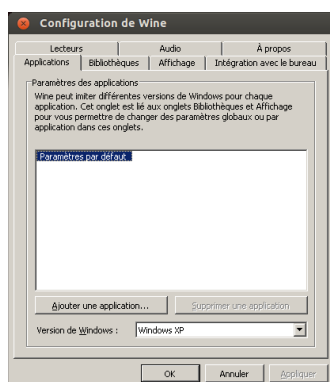 Configuration de Wine
Lecteurs Audio À propos
Applications Bibliothèques Affichage Intégration avec le bureau
Paramètres des applications
Wine peut imiter différentes versions de Windows pour chaque
application. Cet onglet est lié aux onglets Bibliothèques et Affichage
pour vous permettre de changer des paramètres globaux ou par
application dans ces onglets.
Paramètres par défaut
Ajouter une application... Supprimer une application
Version de Windows : Windows XP
OK Annuler Appliquer